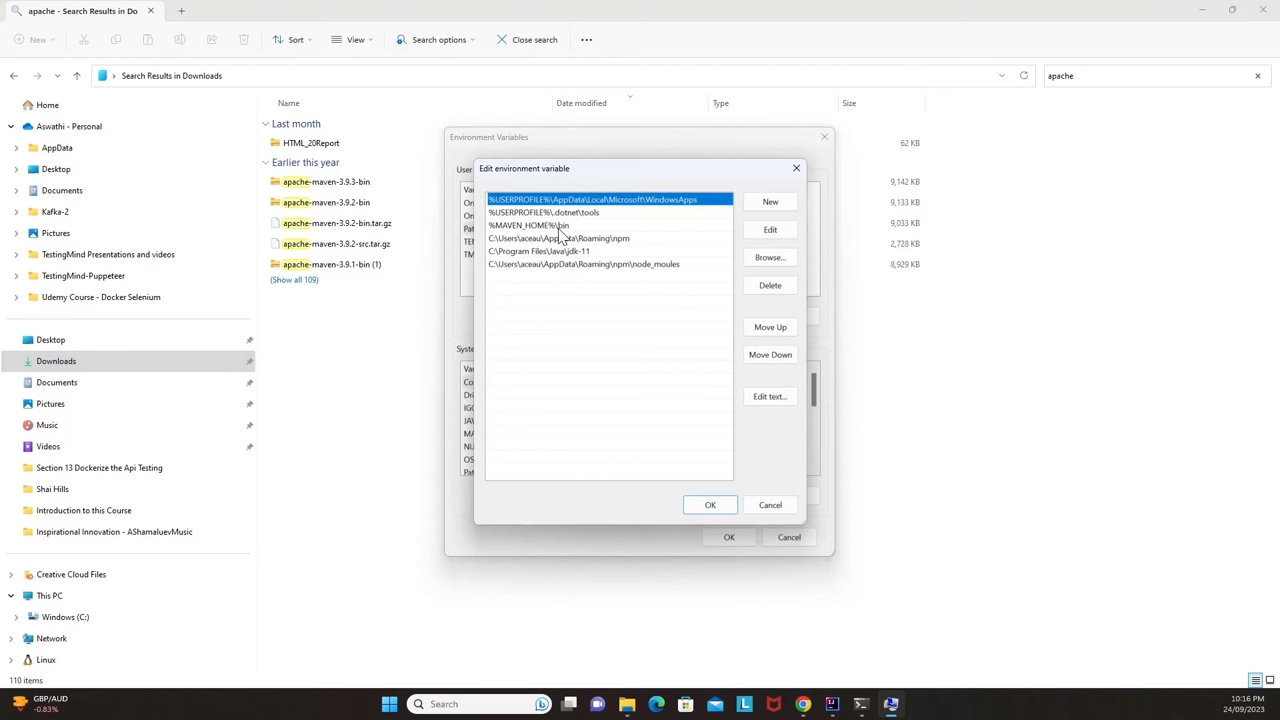 apache - Search Results in Do
New
Sort
View
Search options
Close search
Search Results in Downloads
apache
Home
Aswathi - Personal
AppData
Desktop
Documents
Kafka-2
Pictures
TestingMind Presentations and videos
TestingMind-Puppeteer
Udemy Course - Docker Selenium
Desktop
Downloads
Documents
Pictures
Music
Videos
Section 13 Dockerize the Api Testing
Shai Hills
Introduction to this Course
Inspirational Innovation - AShamaluevMusic
Creative Cloud Files
This PC
Windows (C:)
Network
Linux
110 items
Name Date modified Type Size
Last month
HTML_20Report 62 KB
Earlier this year
apache-maven-3.9.3-bin 9,142 KB
apache-maven-3.9.2-bin 9,133 KB
apache-maven-3.9.2-bin.tar.gz 9,033 KB
apache-maven-3.9.2-src.tar.gz 2,728 KB
apache-maven-3.9.1-bin (1) 8,929 KB
(Show all 109)
Environment Variables
User
Edit environment variable
%USERPROFILE%\AppData\Local\Microsoft\WindowsApps
%USERPROFILE%\.dotnet\tools
%MAVEN_HOME%\bin
C:\Users\aceau\AppData\Roaming\npm
C:\Program Files\Java\jdk-11
C:\Users\aceau\AppData\Roaming\npm\node_moules
New
Edit
Browse...
Delete
Move Up
Move Down
Edit text...
OK Cancel
OK Cancel
GBP/AUD
-0.83%
Search
10:16 PM
24/09/2023